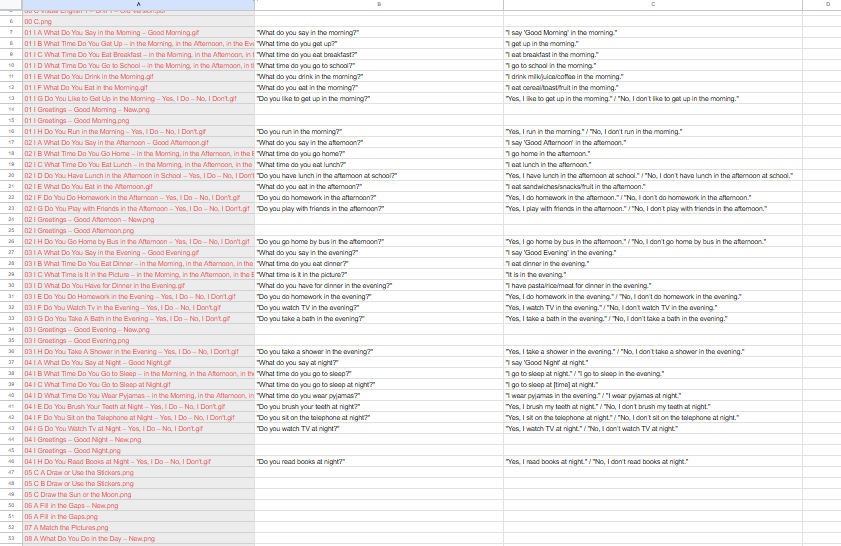 A B C D
6 00 C.png
7 01 I A What Do You Say in the Morning – Good Morning.gif "What do you say in the morning?" "I say 'Good Morning' in the morning."
8 01 I B What Time Do You Get Up – in the Morning, in the Afternoon, in the Eve "What time do you get up?" "I get up in the morning."
9 01 I C What Time Do You Eat Breakfast – in the Morning, in the Afternoon, in t "What time do you eat breakfast?" "I eat breakfast in the morning."
10 01 I D What Time Do You Go to School – in the Morning, in the Afternoon, in t "What time do you go to school?" "I go to school in the morning."
11 01 I E What Do You Drink in the Morning.gif "What do you drink in the morning?" "I drink milk/juice/coffee in the morning."
12 01 I F What Do You Eat in the Morning.gif "What do you eat in the morning?" "I eat cereal/toast/fruit in the morning."
13 01 I G Do You Like to Get Up in the Morning – Yes, I Do – No, I Don't.gif "Do you like to get up in the morning?" "Yes, I like to get up in the morning." / "No, I don't like to get up in the morning."
14 01 I Greetings – Good Morning – New.png
15 01 I Greetings – Good Morning.png
16 01 I H Do You Run in the Morning – Yes, I Do – No, I Don't.gif "Do you run in the morning?" "Yes, I run in the morning." / "No, I don't run in the morning."
17 02 I A What Do You Say in the Afternoon – Good Afternoon.gif "What do you say in the afternoon?" "I say 'Good Afternoon' in the afternoon."
18 02 I B What Time Do You Go Home – in the Morning, in the Afternoon, in the E "What time do you go home?" "I go home in the afternoon."
19 02 I C What Time Do You Eat Lunch – in the Morning, in the Afternoon, in the "What time do you eat lunch?" "I eat lunch in the afternoon."
20 02 I D Do You Have Lunch in the Afternoon in School – Yes, I Do – No, I Don't "Do you have lunch in the afternoon at school?" "Yes, I have lunch in the afternoon at school." / "No, I don't have lunch in the afternoon at school."
21 02 I E What Do You Eat in the Afternoon.gif "What do you eat in the afternoon?" "I eat sandwiches/snacks/fruit in the afternoon."
22 02 I F Do You Do Homework in the Afternoon – Yes, I Do – No, I Don't.gif "Do you do homework in the afternoon?" "Yes, I do homework in the afternoon." / "No, I don't do homework in the afternoon."
23 02 I G Do You Play with Friends in the Afternoon – Yes, I Do – No, I Don't.gif "Do you play with friends in the afternoon?" "Yes, I play with friends in the afternoon." / "No, I don't play with friends in the afternoon."
24 02 I Greetings – Good Afternoon – New.png
25 02 I Greetings – Good Afternoon.png
26 02 I H Do You Go Home by Bus in the Afternoon – Yes, I Do – No, I Don't.gif "Do you go home by bus in the afternoon?" "Yes, I go home by bus in the afternoon." / "No, I don't go home by bus in the afternoon."
27 03 I A What Do You Say in the Evening – Good Evening.gif "What do you say in the evening?" "I say 'Good Evening' in the evening."
28 03 I B What Time Do You Eat Dinner – in the Morning, in the Afternoon, in the "What time do you eat dinner?" "I eat dinner in the evening."
29 03 I C What Time is it in the Picture – in the Morning, in the Afternoon, in the E "What time is it in the picture?" "It is in the evening."
30 03 I D What Do You Have for Dinner in the Evening.gif "What do you have for dinner in the evening?" "I have pasta/rice/meat for dinner in the evening."
31 03 I E Do You Do Homework in the Evening – Yes, I Do – No, I Don't.gif "Do you do homework in the evening?" "Yes, I do homework in the evening." / "No, I don't do homework in the evening."
32 03 I F Do You Watch Tv in the Evening – Yes, I Do – No, I Don't.gif "Do you watch TV in the evening?" "Yes, I watch TV in the evening." / "No, I don't watch TV in the evening."
33 03 I G Do You Take A Bath in the Evening – Yes, I Do – No, I Don't.gif "Do you take a bath in the evening?" "Yes, I take a bath in the evening." / "No, I don't take a bath in the evening."
34 03 I Greetings – Good Evening – New.png
35 03 I Greetings – Good Evening.png
36 03 I H Do You Take A Shower in the Evening – Yes, I Do – No, I Don't.gif "Do you take a shower in the evening?" "Yes, I take a shower in the evening." / "No, I don't take a shower in the evening."
37 04 I A What Do You Say at Night – Good Night.gif "What do you say at night?" "I say 'Good Night' at night."
38 04 I B What Time Do You Go to Sleep – in the Morning, in the Afternoon, in the "What time do you go to sleep?" "I go to sleep at night." / "I go to sleep in the evening."
39 04 I C What Time Do You Go to Sleep at Night.gif "What time do you go to sleep at night?" "I go to sleep at [time] at night."
40 04 I D What Time Do You Wear Pyjamas – in the Morning, in the Afternoon, in "What time do you wear pyjamas?" "I wear pyjamas in the evening." / "I wear pyjamas at night."
41 04 I E Do You Brush Your Teeth at Night – Yes, I Do – No, I Don't.gif "Do you brush your teeth at night?" "Yes, I brush my teeth at night." / "No, I don't brush my teeth at night."
42 04 I F Do You Sit on the Telephone at Night – Yes, I Do – No, I Don't.gif "Do you sit on the telephone at night?" "Yes, I sit on the telephone at night." / "No, I don't sit on the telephone at night."
43 04 I G Do You Watch Tv at Night – Yes, I Do – No, I Don't.gif "Do you watch TV at night?" "Yes, I watch TV at night." / "No, I don't watch TV at night."
44 04 I Greetings – Good Night – New.png
45 04 I Greetings – Good Night.png
46 04 I H Do You Read Books at Night – Yes, I Do – No, I Don't.gif "Do you read books at night?" "Yes, I read books at night." / "No, I don't read books at night."
47 05 C A Draw or Use the Stickers.png
48 05 C B Draw or Use the Stickers.png
49 05 C Draw the Sun or the Moon.png
50 06 A Fill in the Gaps – New.png
51 06 A Fill in the Gaps.png
52 07 A Match the Pictures.png
53 08 A What Do You Do in the Day – New.png